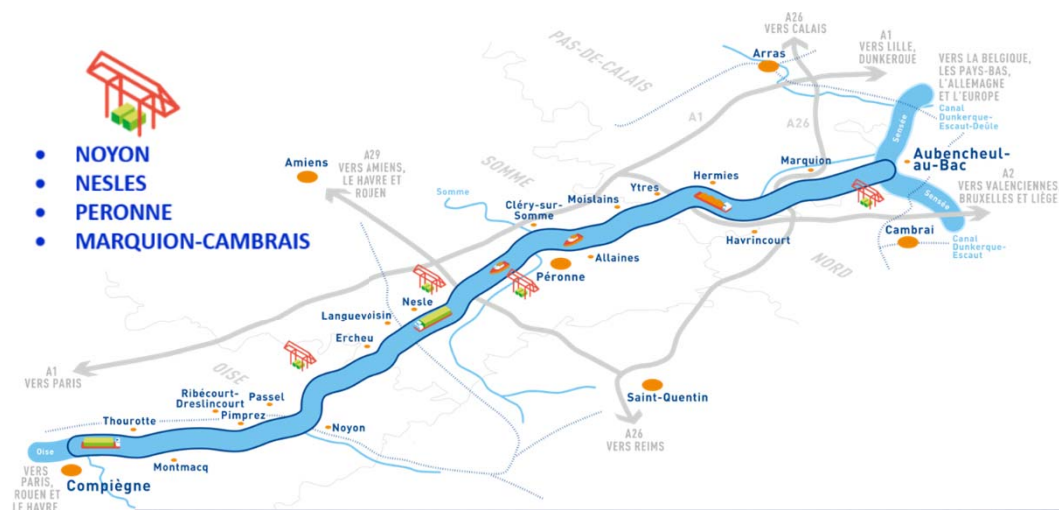 • NOYON
• NESLES
• PERONNE
• MARQUION-CAMBRAIS
PAS-DE-CALAIS
A26
VERS CALAIS
A1
VERS LILLE,
DUNKERQUE
VERS LA BELGIQUE,
LES PAYS-BAS,
L'ALLEMAGNE
ET L'EUROPE
Arras
Canal
Dunkerque-
Escaut-Deûle
Sensée
A1
A26
Amiens
A29
VERS AMIENS,
LE HAVRE ET
ROUEN
SOMME
Somme
Marquion
Aubencheul-
au-Bac
Hermies
Ytres
Moislains
Cléry-sur-
Somme
A2
VERS VALENCIENNES
BRUXELLES ET LIÈGE
Sensée
Cambrai
Havrincourt
Canal
Dunkerque-
Escaut
Allaines
Péronne
NORD
Nesle
Languevoisin
Ercheu
A1
VERS PARIS
OISE
Saint-Quentin
Ribécourt-
Dreslincourt
Passel
Pimprez
Thourotte
Noyon
A26
VERS REIMS
Oise
Montmacq
VERS
PARIS,
ROUEN ET
LE HAVRE
Compiègne